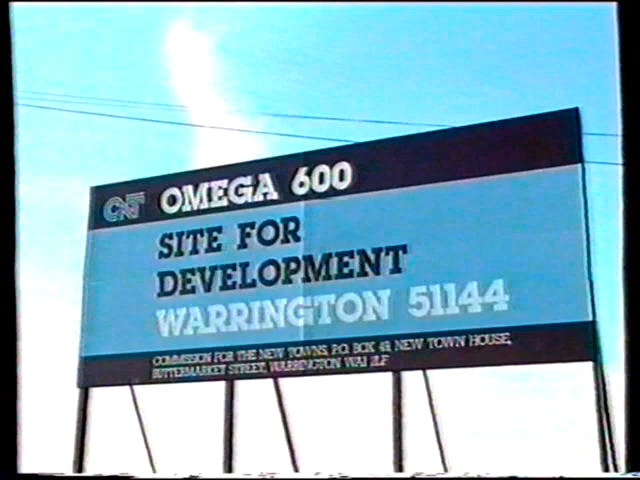 CNT OMEGA 600
SITE FOR
DEVELOPMENT
WARRINGTON 51144
COMMISSION FOR THE NEW TOWNS, P.O. BOX 49, NEW TOWN HOUSE,
BUTTERMARKET STREET, WARRINGTON WA1 2LF